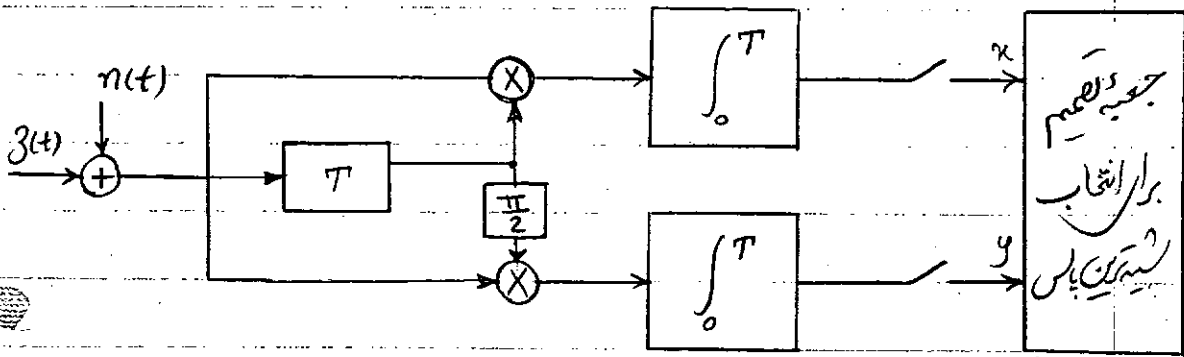 n(t)
z(t)
+
T
π/2
X
X
∫₀ᵀ
∫₀ᵀ
x
y
جعبه تصمیم
برای انتخاب
شبیه‌ترین پالس